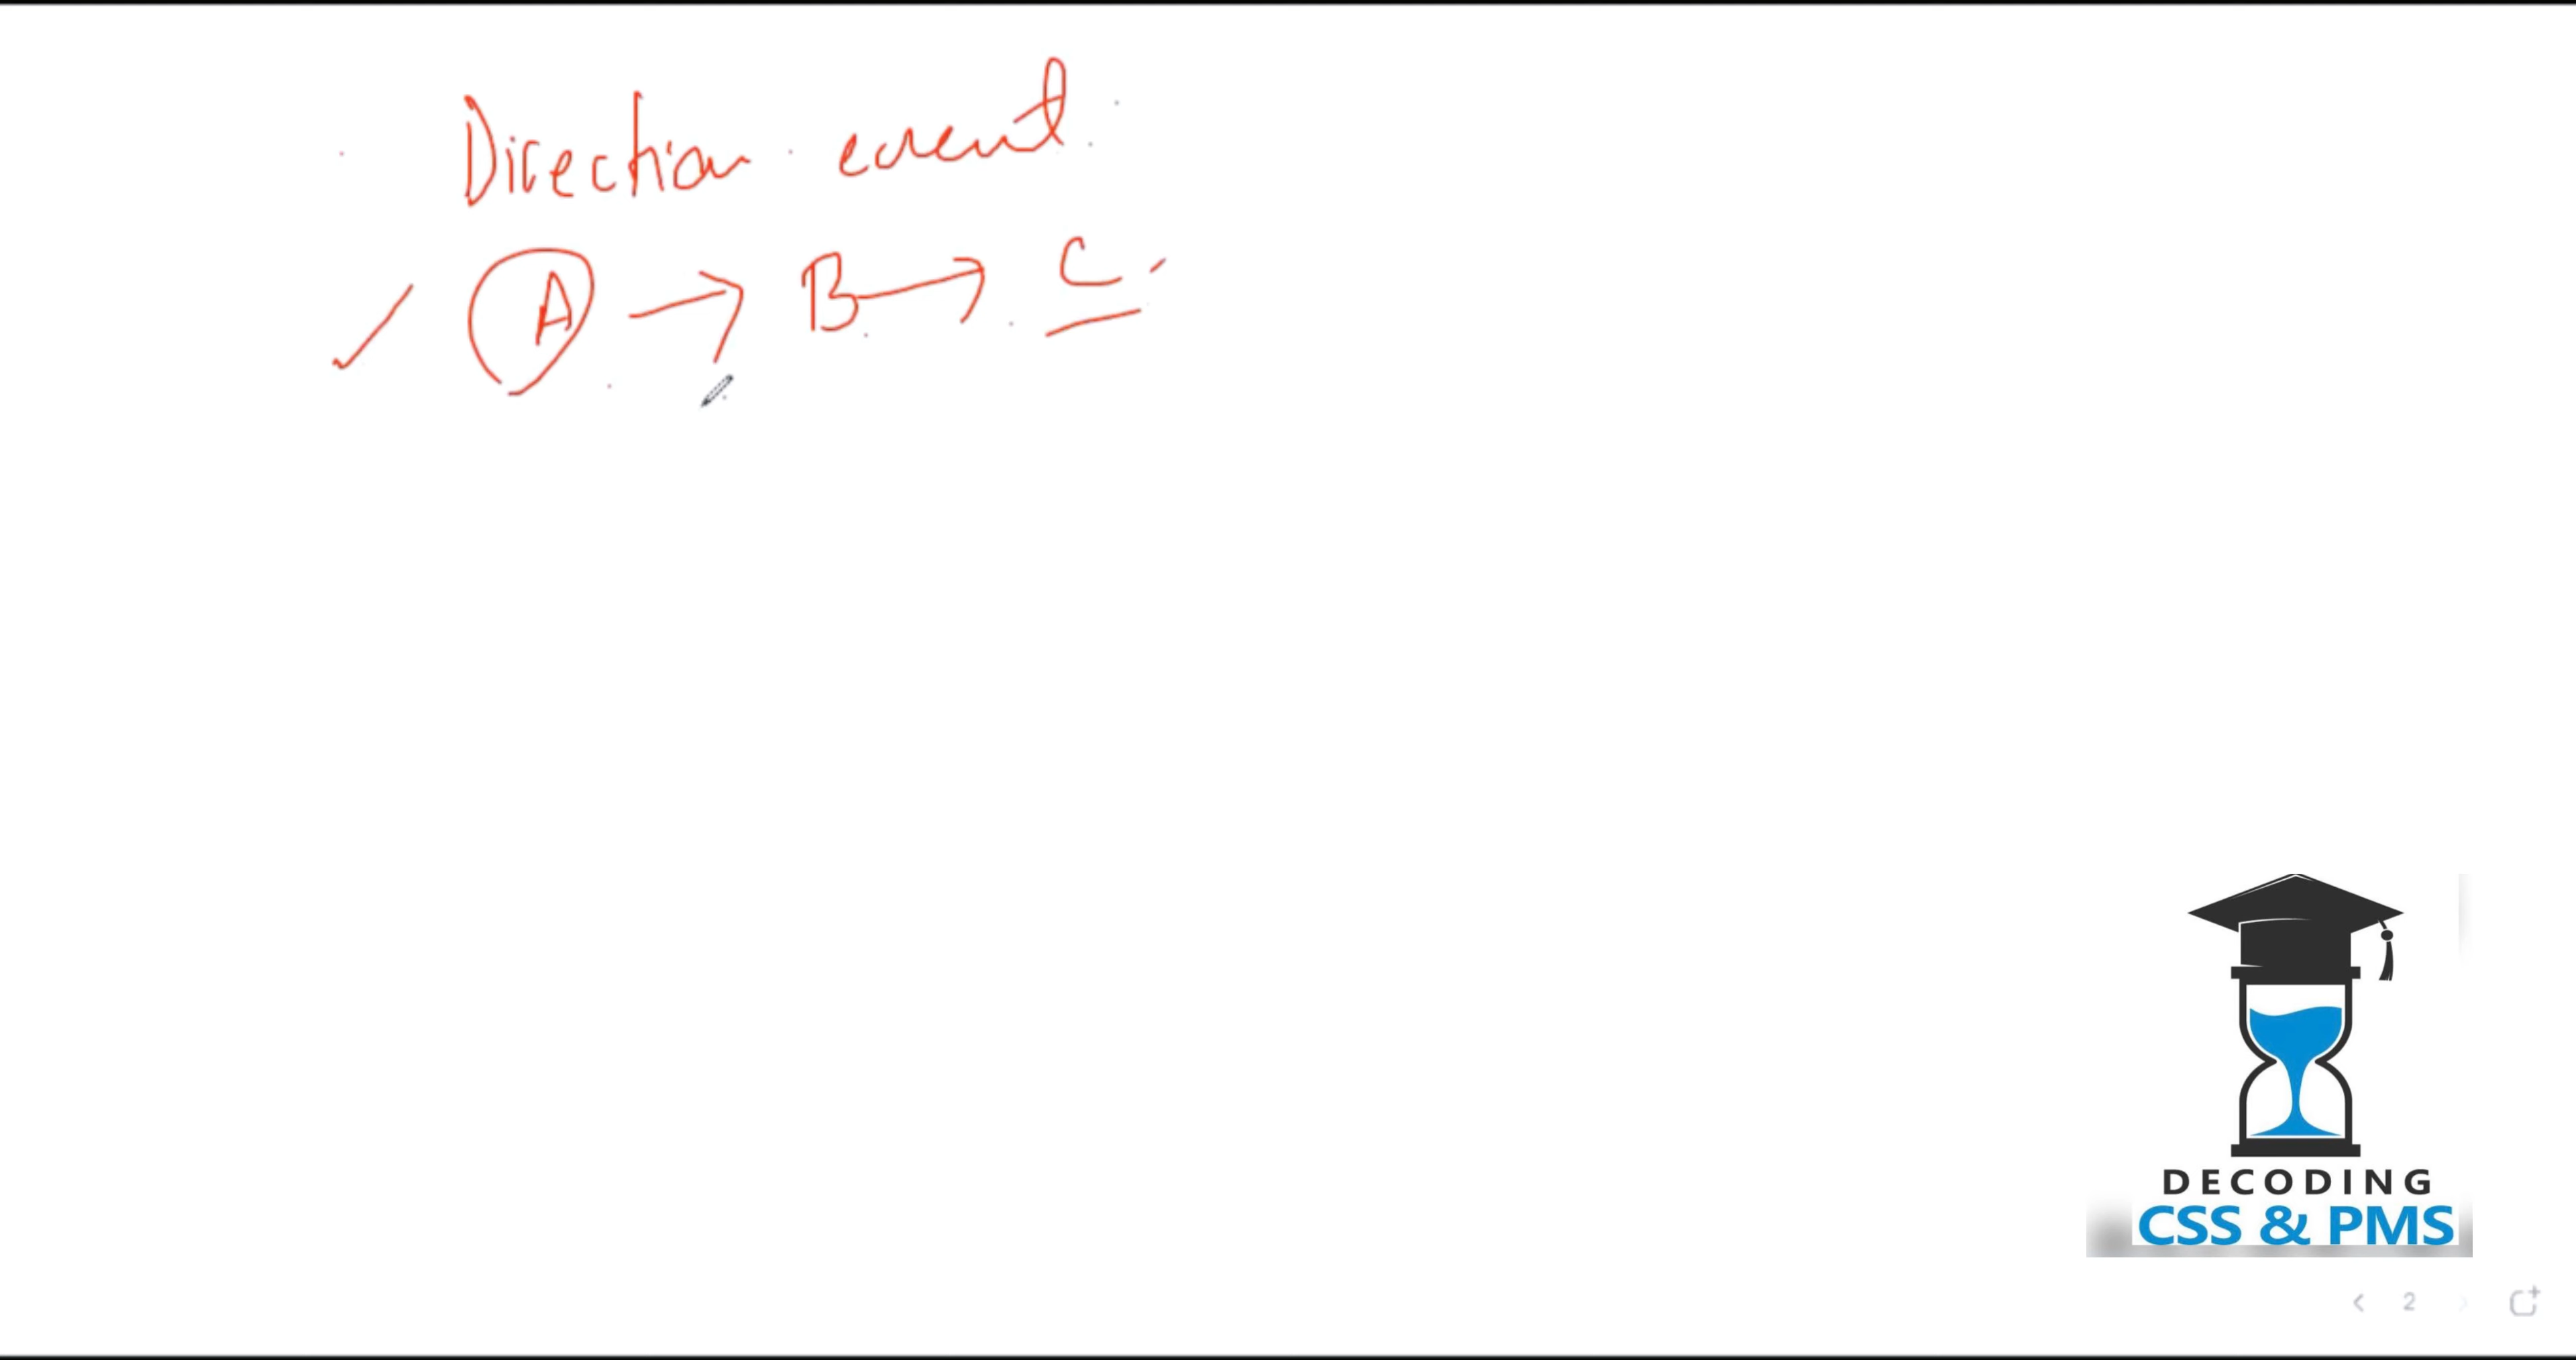 Direction event
A → B → C
DECODING
CSS & PMS
2